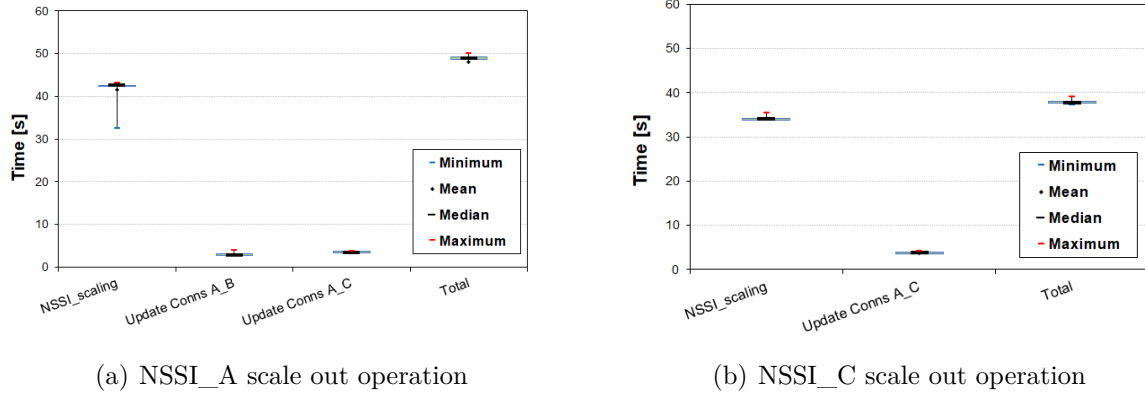 60
50
40
30
20
10
0
Time [s]
Minimum
Mean
Median
Maximum
NSSI_scaling
Update Conns A_B
Update Conns A_C
Total
(a) NSSI_A scale out operation
60
50
40
30
20
10
0
Time [s]
Minimum
Mean
Median
Maximum
NSSI_scaling
Update Conns A_C
Total
(b) NSSI_C scale out operation